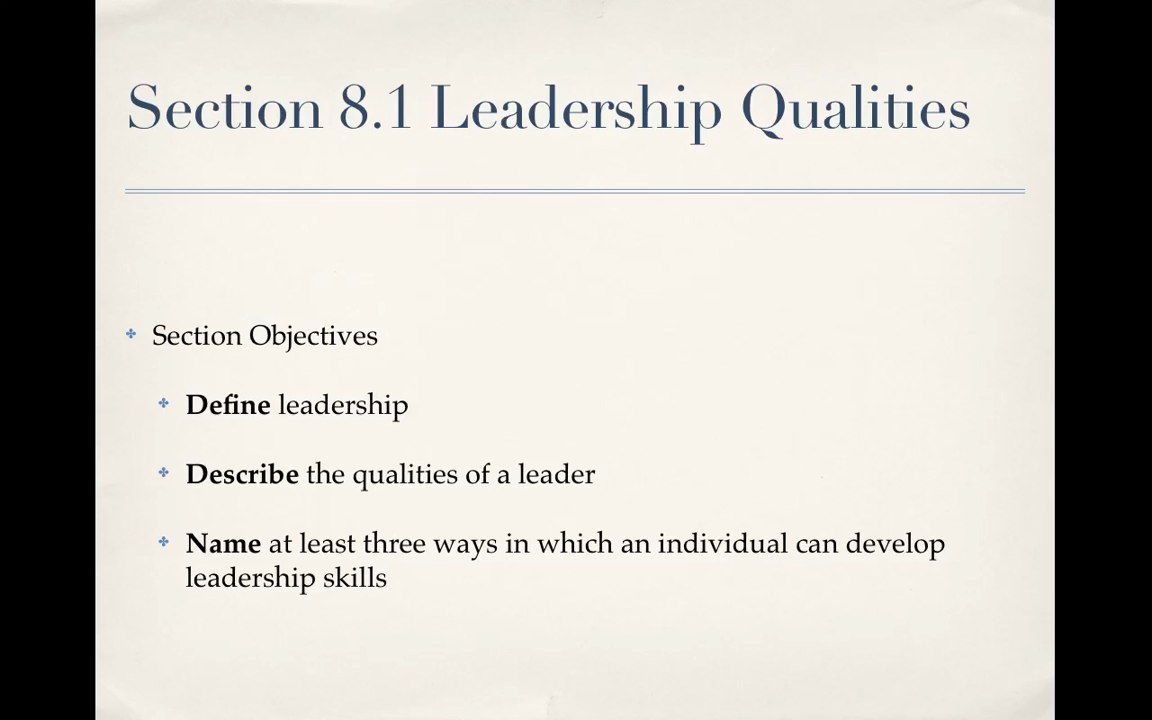 Section 8.1 Leadership Qualities
Section Objectives
Define leadership
Describe the qualities of a leader
Name at least three ways in which an individual can develop
leadership skills